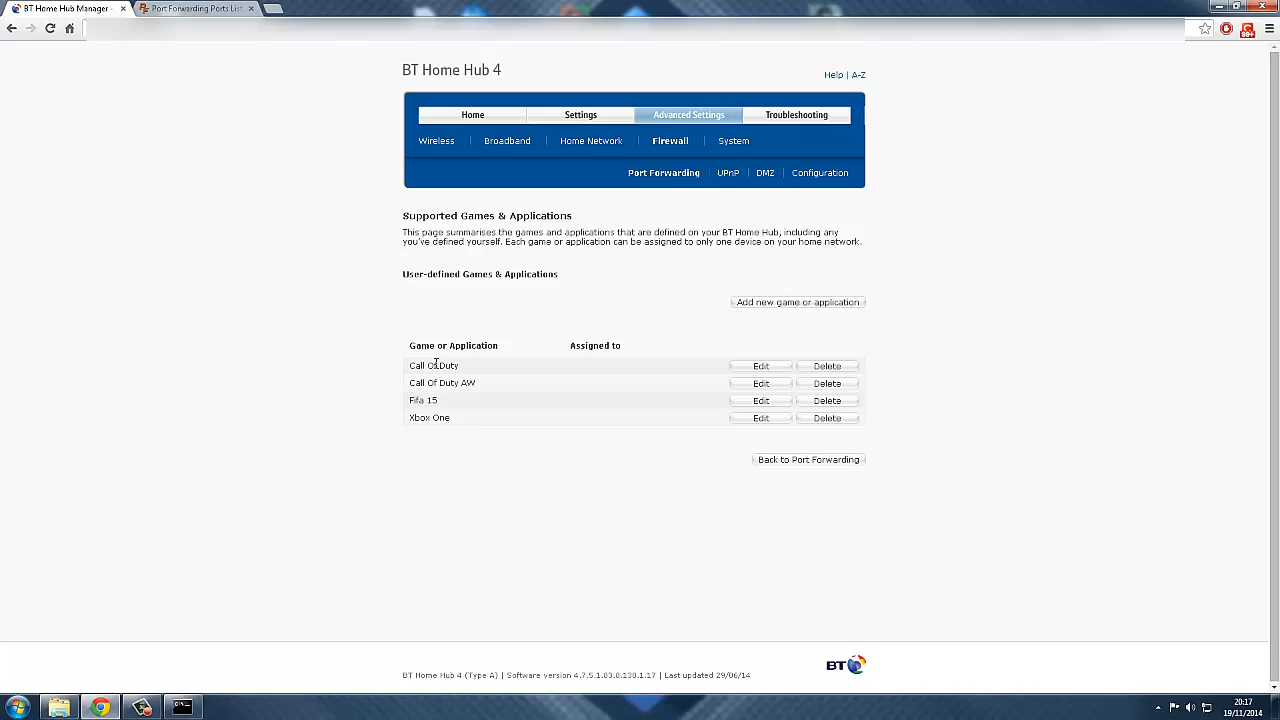 BT Home Hub Manager -
Port Forwarding Ports List
BT Home Hub 4
Help | A-Z
Home
Settings
Advanced Settings
Troubleshooting
Wireless
Broadband
Home Network
Firewall
System
Port Forwarding
UPnP
DMZ
Configuration
Supported Games & Applications
This page summarises the games and applications that are defined on your BT Home Hub, including any
you've defined yourself. Each game or application can be assigned to only one device on your home network.
User-defined Games & Applications
Add new game or application
Game or Application
Assigned to
Call Of Duty
Edit
Delete
Call Of Duty AW
Edit
Delete
Fifa 15
Edit
Delete
Xbox One
Edit
Delete
Back to Port Forwarding
BT
BT Home Hub 4 (Type A) | Software version 4.7.5.1.83.8.130.1.17 | Last updated 29/06/14
20:17
19/11/2014